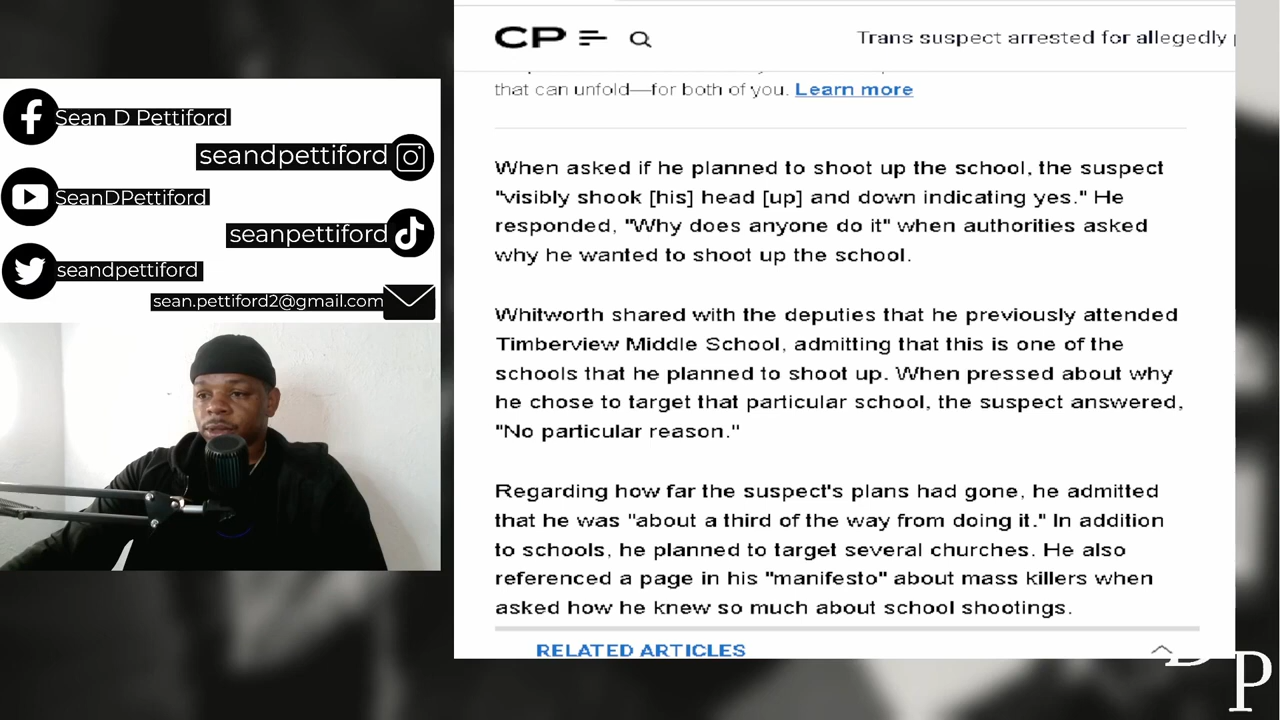 Sean D Pettiford
seandpettiford
SeanDPettiford
seanpettiford
seandpettiford
sean.pettiford2@gmail.com
CP
Trans suspect arrested for allegedly
that can unfold—for both of you. Learn more
When asked if he planned to shoot up the school, the suspect
"visibly shook [his] head [up] and down indicating yes." He
responded, "Why does anyone do it" when authorities asked
why he wanted to shoot up the school.
Whitworth shared with the deputies that he previously attended
Timberview Middle School, admitting that this is one of the
schools that he planned to shoot up. When pressed about why
he chose to target that particular school, the suspect answered,
"No particular reason."
Regarding how far the suspect's plans had gone, he admitted
that he was "about a third of the way from doing it." In addition
to schools, he planned to target several churches. He also
referenced a page in his "manifesto" about mass killers when
asked how he knew so much about school shootings.
RELATED ARTICLES
P